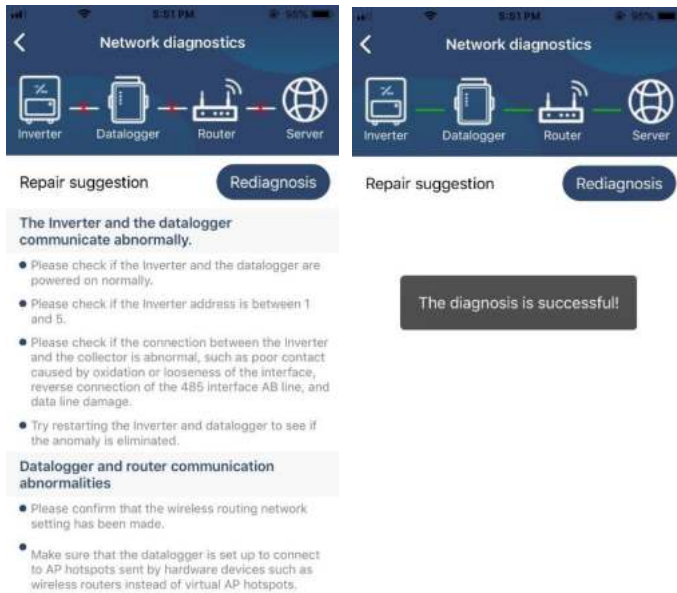 5:51 PM
95%
Network diagnostics
Inverter Datalogger Router Server
Repair suggestion Rediagnosis
The Inverter and the datalogger
communicate abnormally.
Please check if the Inverter and the datalogger are
powered on normally.
Please check if the Inverter address is between 1
and 5.
Please check if the connection between the Inverter
and the collector is abnormal, such as poor contact
caused by oxidation or looseness of the interface,
reverse connection of the 485 interface AB line, and
data line damage.
Try restarting the Inverter and datalogger to see if
the anomaly is eliminated.
Datalogger and router communication
abnormalities
Please confirm that the wireless routing network
setting has been made.
Make sure that the datalogger is set up to connect
to AP hotspots sent by hardware devices such as
wireless routers instead of virtual AP hotspots.
5:51 PM
95%
Network diagnostics
Inverter Datalogger Router Server
Repair suggestion Rediagnosis
The diagnosis is successful!